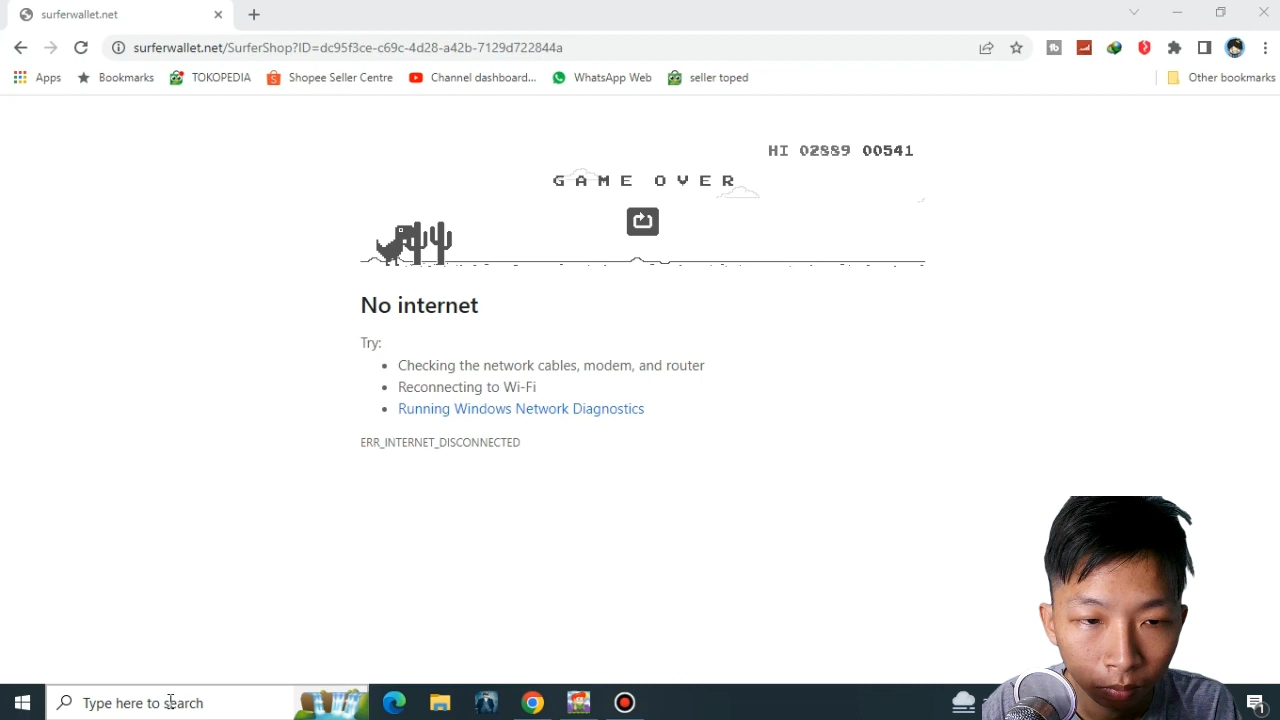 surferwallet.net
surferwallet.net/SurferShop?ID=dc95f3ce-c69c-4d28-a42b-7129d722844a
Apps Bookmarks TOKOPEDIA Shopee Seller Centre Channel dashboard... WhatsApp Web seller toped Other bookmarks
HI 02889 00541
GAME OVER
No internet
Try:
• Checking the network cables, modem, and router
• Reconnecting to Wi-Fi
• Running Windows Network Diagnostics
ERR_INTERNET_DISCONNECTED
Type here to search
1